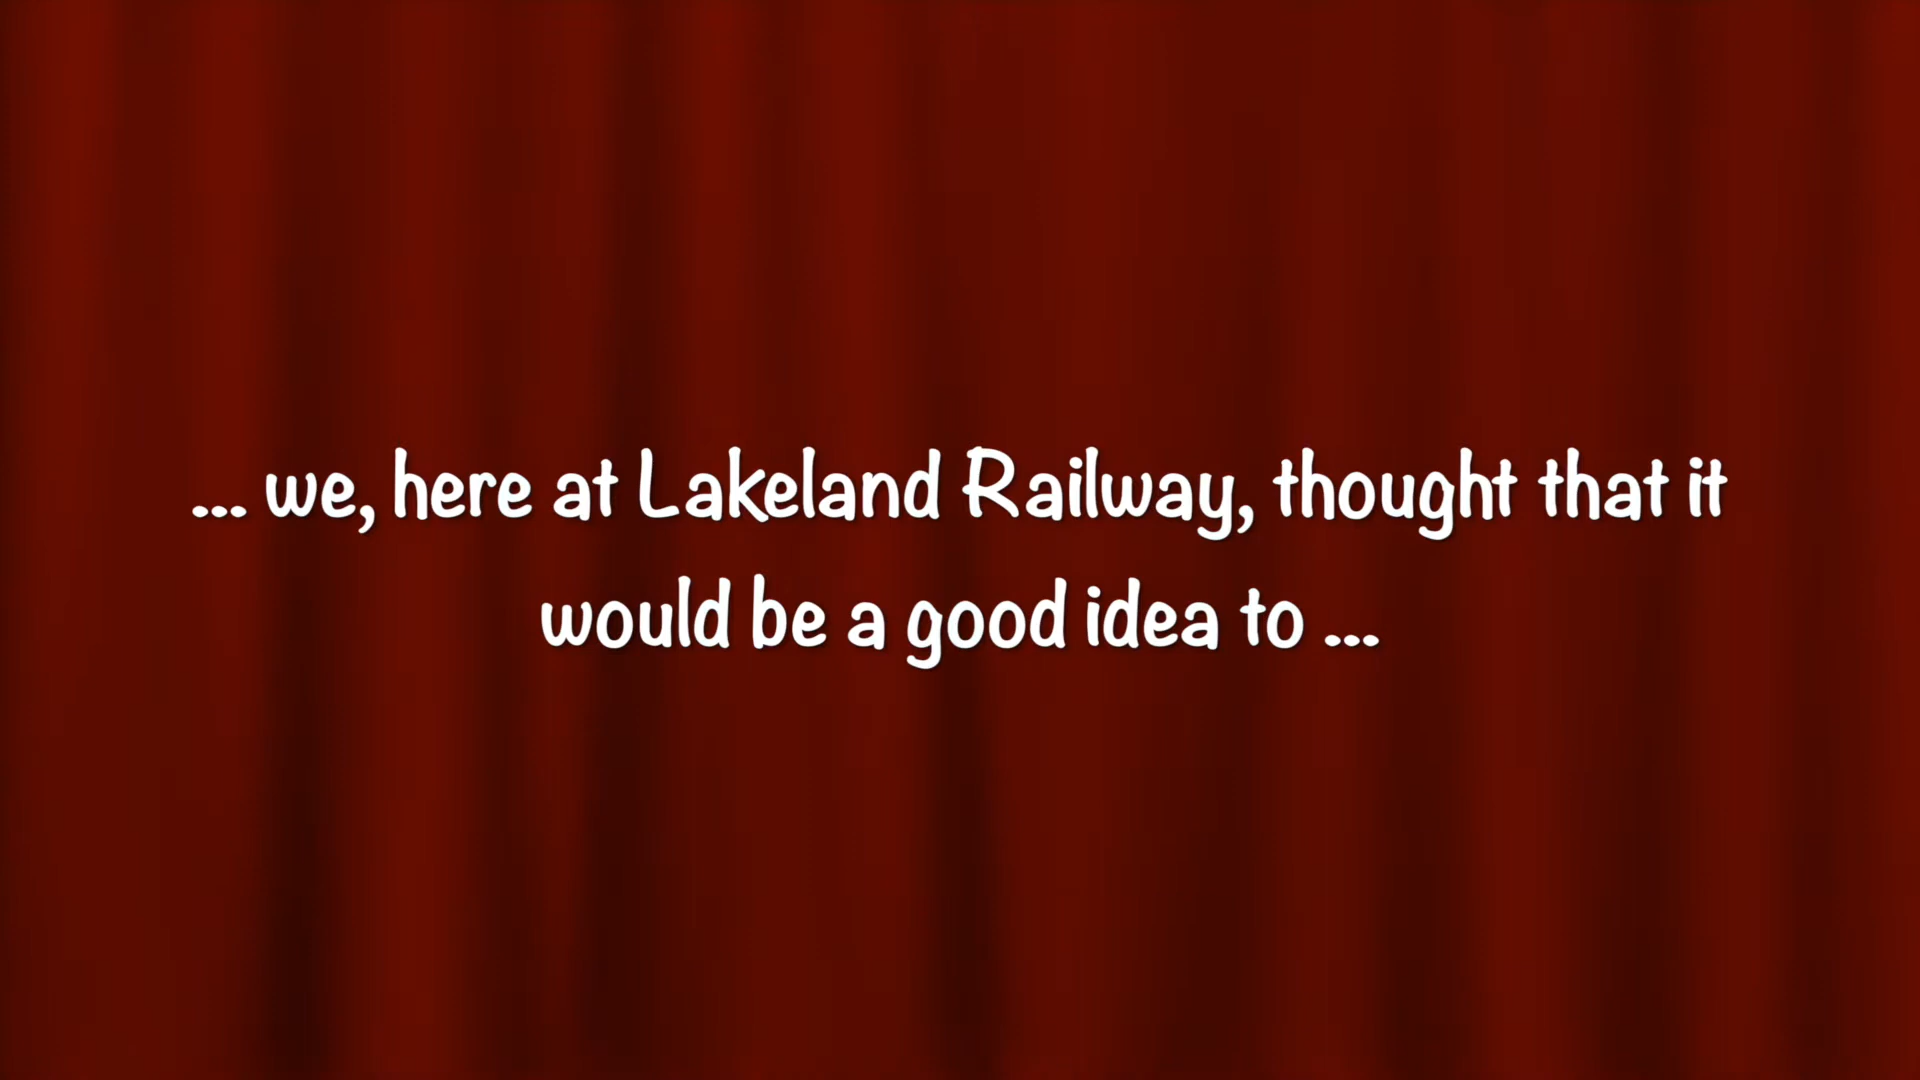 ... we, here at Lakeland Railway, thought that it
would be a good idea to ...